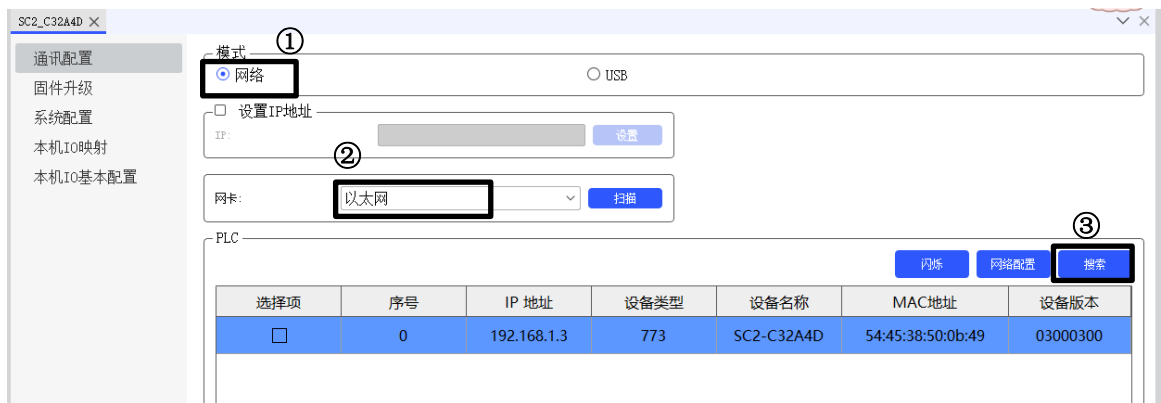 SC2_C32A4D
通讯配置
固件升级
系统配置
本机IO映射
本机IO基本配置
①
模式
网络
USB
设置IP地址
IP:
设置
②
网卡:
以太网
扫描
PLC
③
闪烁
网络配置
搜索
选择项 序号 IP 地址 设备类型 设备名称 MAC地址 设备版本
0 192.168.1.3 773 SC2-C32A4D 54:45:38:50:0b:49 03000300